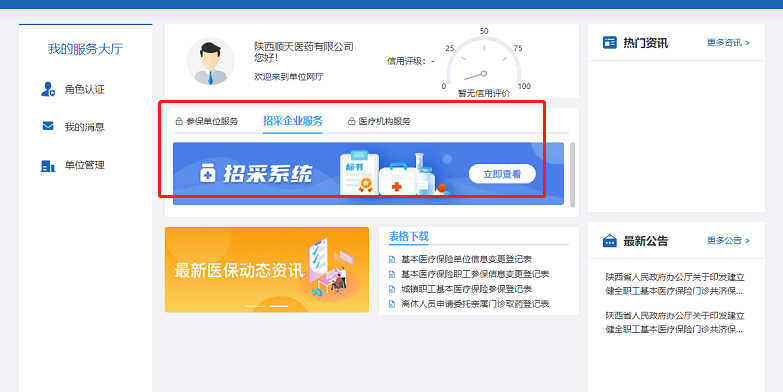 我的服务大厅
角色认证
我的消息
单位管理
陕西顺天医药有限公司
您好！
欢迎来到单位网厅
信用评级：-
0
25
50
75
100
暂无信用评价
参保单位服务
招采企业服务
医疗机构服务
招采系统
标书
立即查看
最新医保动态资讯
表格下载
基本医疗保险单位信息变更登记表
基本医疗保险职工参保信息变更登记表
城镇职工基本医疗保险参保登记表
离休人员申请委托亲属门诊取药登记表
热门资讯
更多资讯 >
最新公告
更多公告 >
陕西省人民政府办公厅关于印发建立
健全职工基本医疗保险门诊共济保...
陕西省人民政府办公厅关于印发建立
健全职工基本医疗保险门诊共济保...